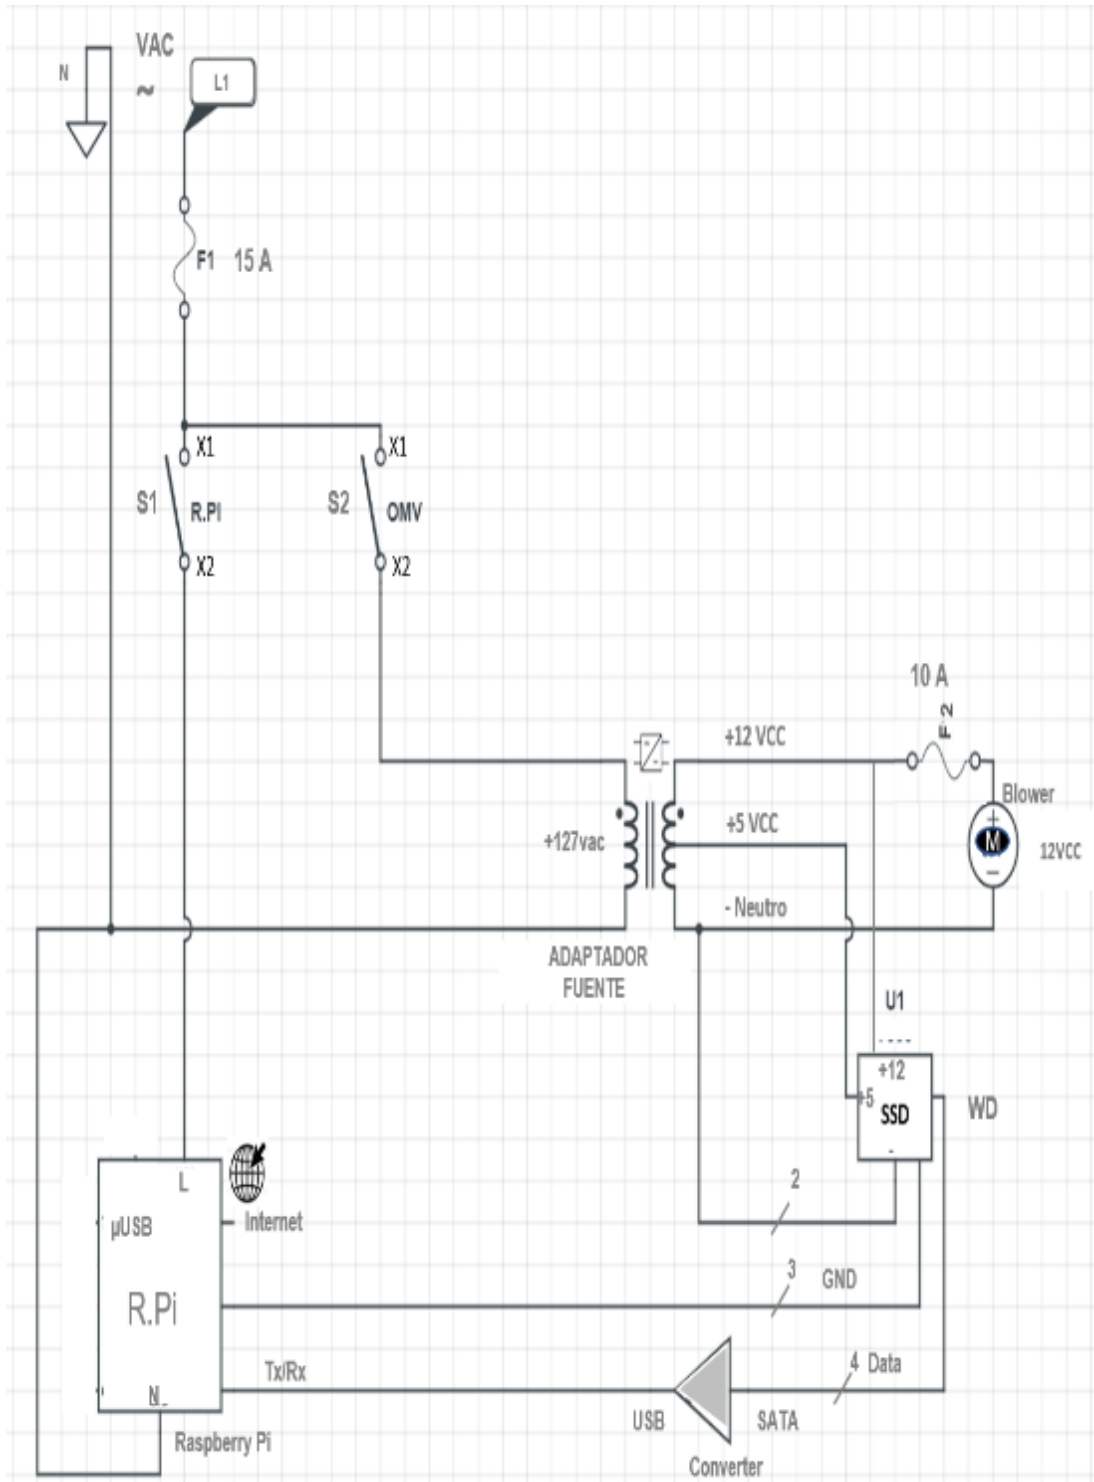 VAC
N
~
L1
F1 15 A
X1
X1
S1
R.PI
S2
OMV
X2
X2
10 A
F 2
+12 VCC
Blower
+
M
−
12VCC
+5 VCC
+127vac
- Neutro
ADAPTADOR
FUENTE
U1
+12
+5
SSD
-
WD
L
µUSB
Internet
2
R.Pi
3
GND
Tx/Rx
4 Data
N
USB
SATA
Raspberry Pi
Converter